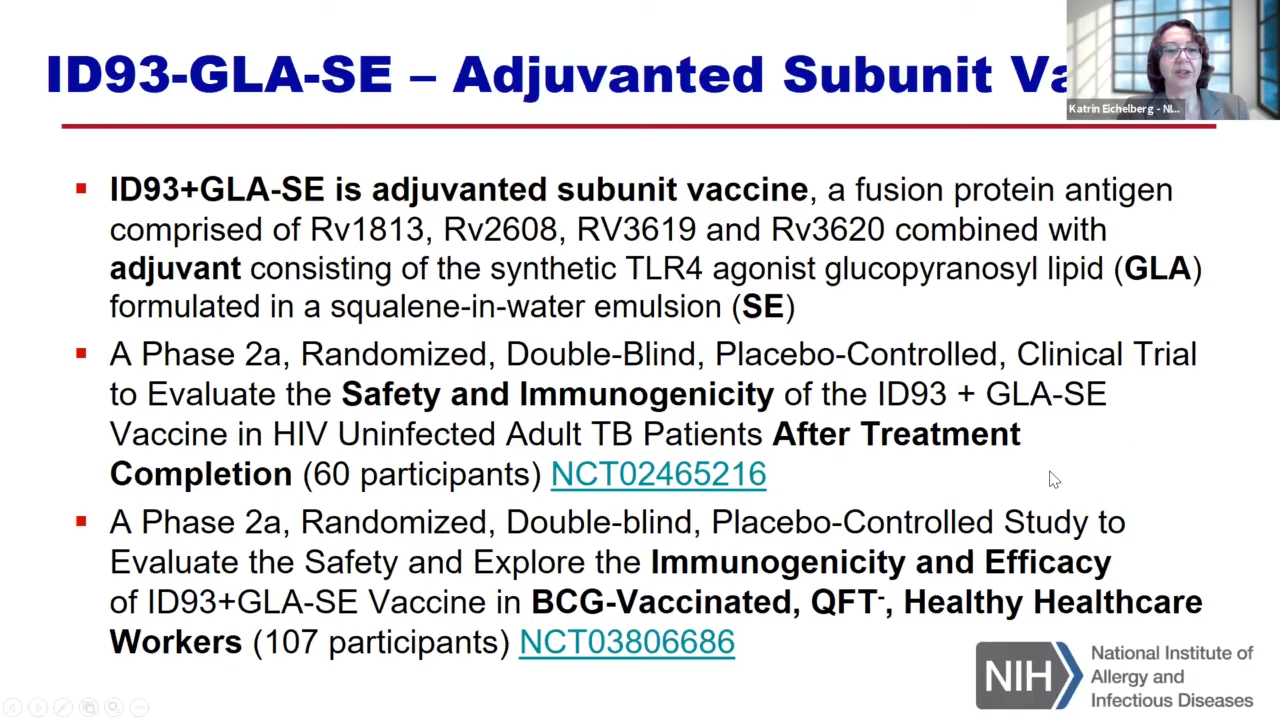 ID93-GLA-SE – Adjuvanted Subunit Va
Katrin Eichelberg - NI...
ID93+GLA-SE is adjuvanted subunit vaccine, a fusion protein antigen
comprised of Rv1813, Rv2608, RV3619 and Rv3620 combined with
adjuvant consisting of the synthetic TLR4 agonist glucopyranosyl lipid (GLA)
formulated in a squalene-in-water emulsion (SE)
A Phase 2a, Randomized, Double-Blind, Placebo-Controlled, Clinical Trial
to Evaluate the Safety and Immunogenicity of the ID93 + GLA-SE
Vaccine in HIV Uninfected Adult TB Patients After Treatment
Completion (60 participants) NCT02465216
A Phase 2a, Randomized, Double-blind, Placebo-Controlled Study to
Evaluate the Safety and Explore the Immunogenicity and Efficacy
of ID93+GLA-SE Vaccine in BCG-Vaccinated, QFT-, Healthy Healthcare
Workers (107 participants) NCT03806686
NIH
National Institute of
Allergy and
Infectious Diseases